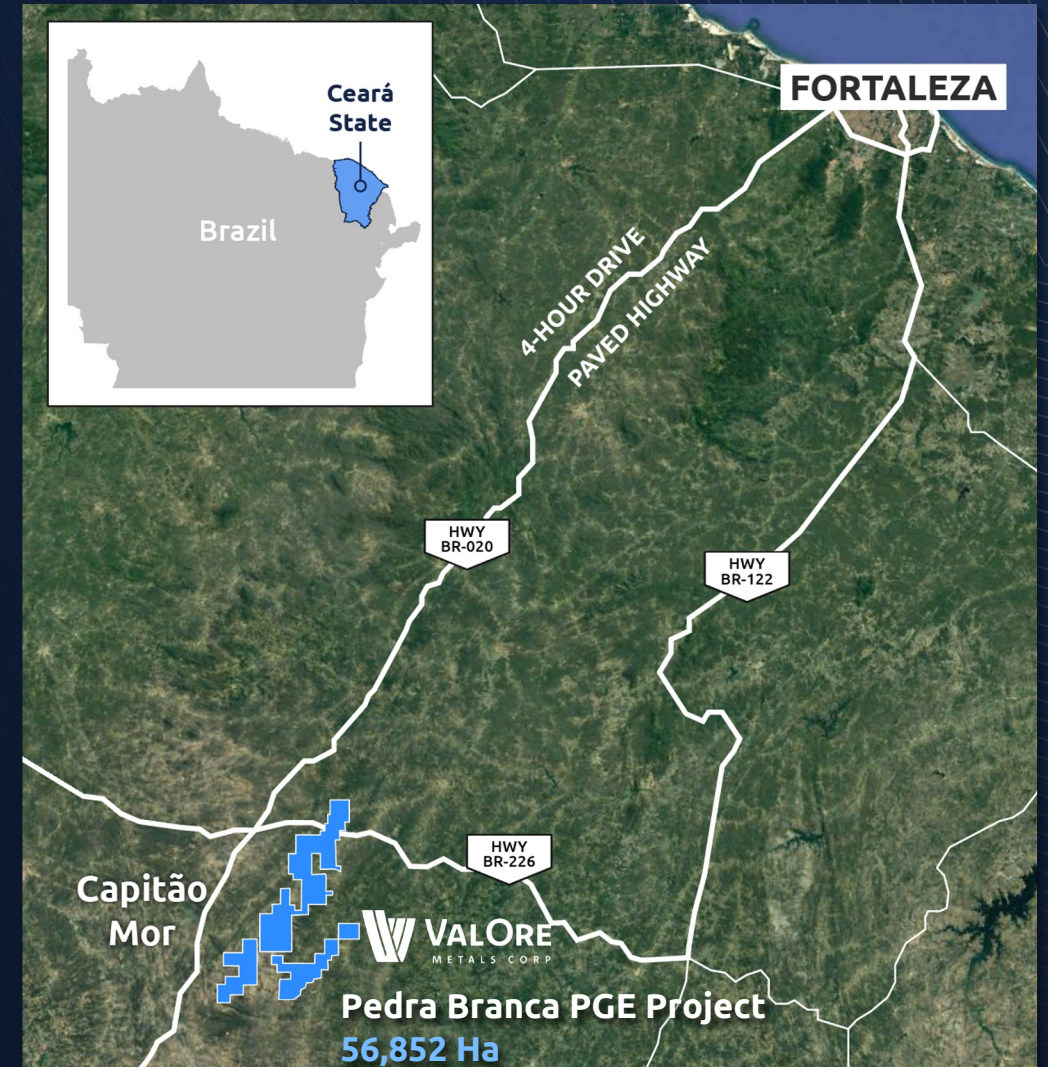 Ceará
State
Brazil
FORTALEZA
4-HOUR DRIVE
PAVED HIGHWAY
HWY
BR-020
HWY
BR-122
HWY
BR-226
Capitão
Mor
VALORE
METALS CORP
Pedra Branca PGE Project
56,852 Ha